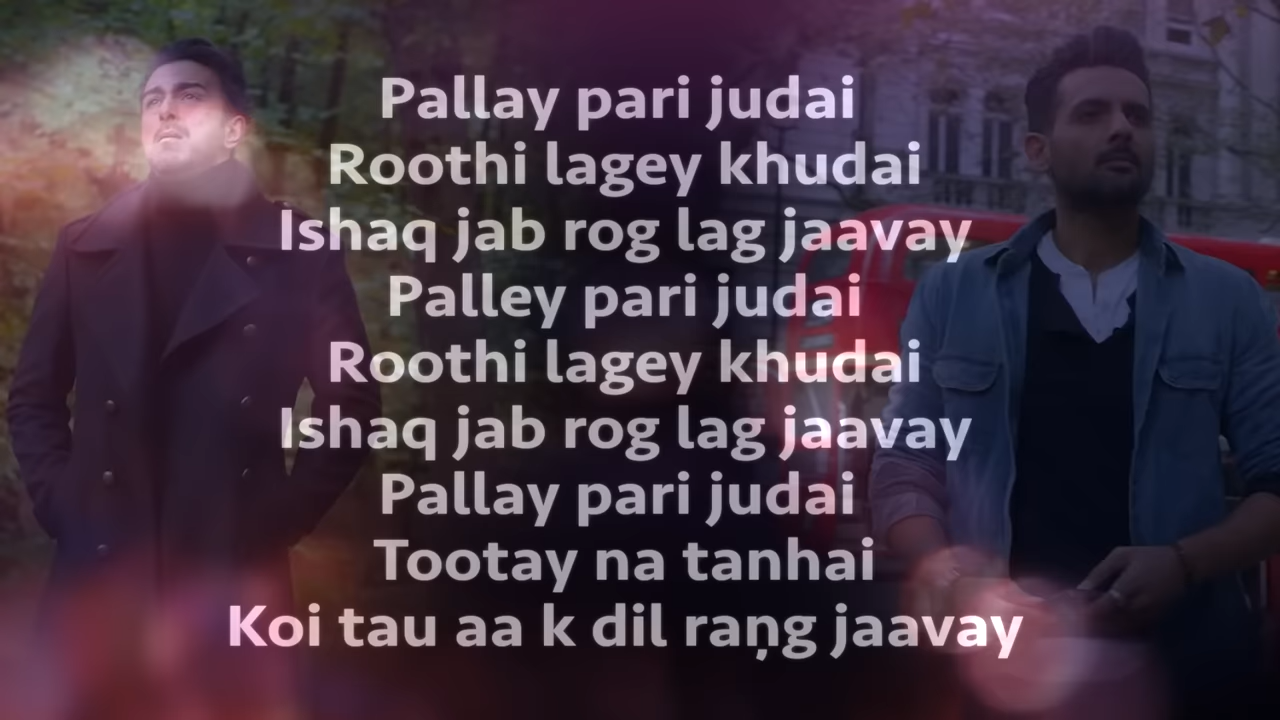 Pallay pari judai
Roothi lagey khudai
Ishaq jab rog lag jaavay
Palley pari judai
Roothi lagey khudai
Ishaq jab rog lag jaavay
Pallay pari judai
Tootay na tanhai
Koi tau aa k dil raņg jaavay